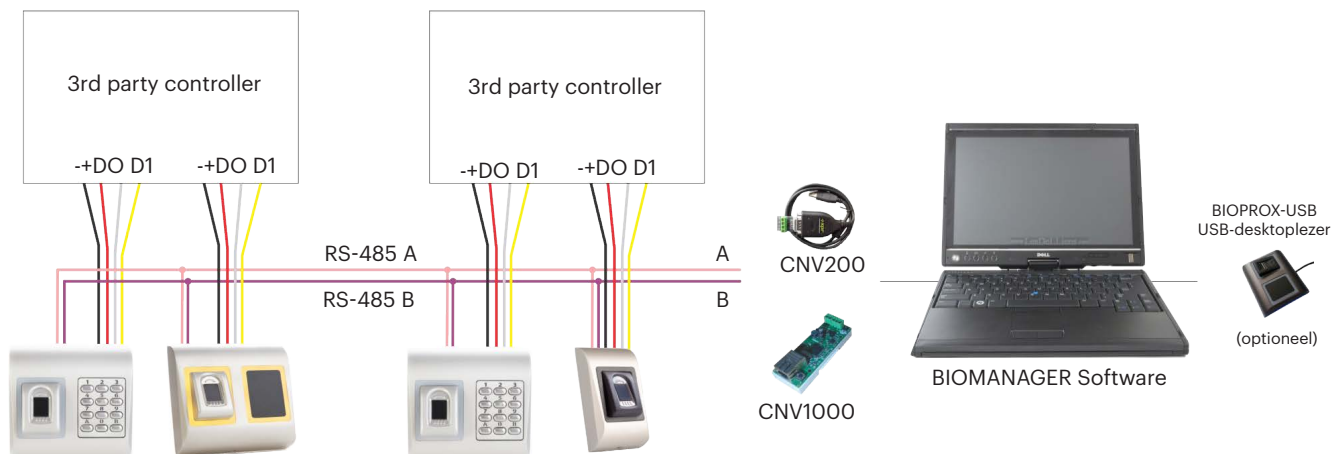 3rd party controller
3rd party controller
-+DO D1
-+DO D1
-+DO D1
-+DO D1
RS-485 A
A
RS-485 B
B
CNV200
CNV1000
DELL
BIOMANAGER Software
BIOPROX-USB
USB-desktoplezer
(optioneel)